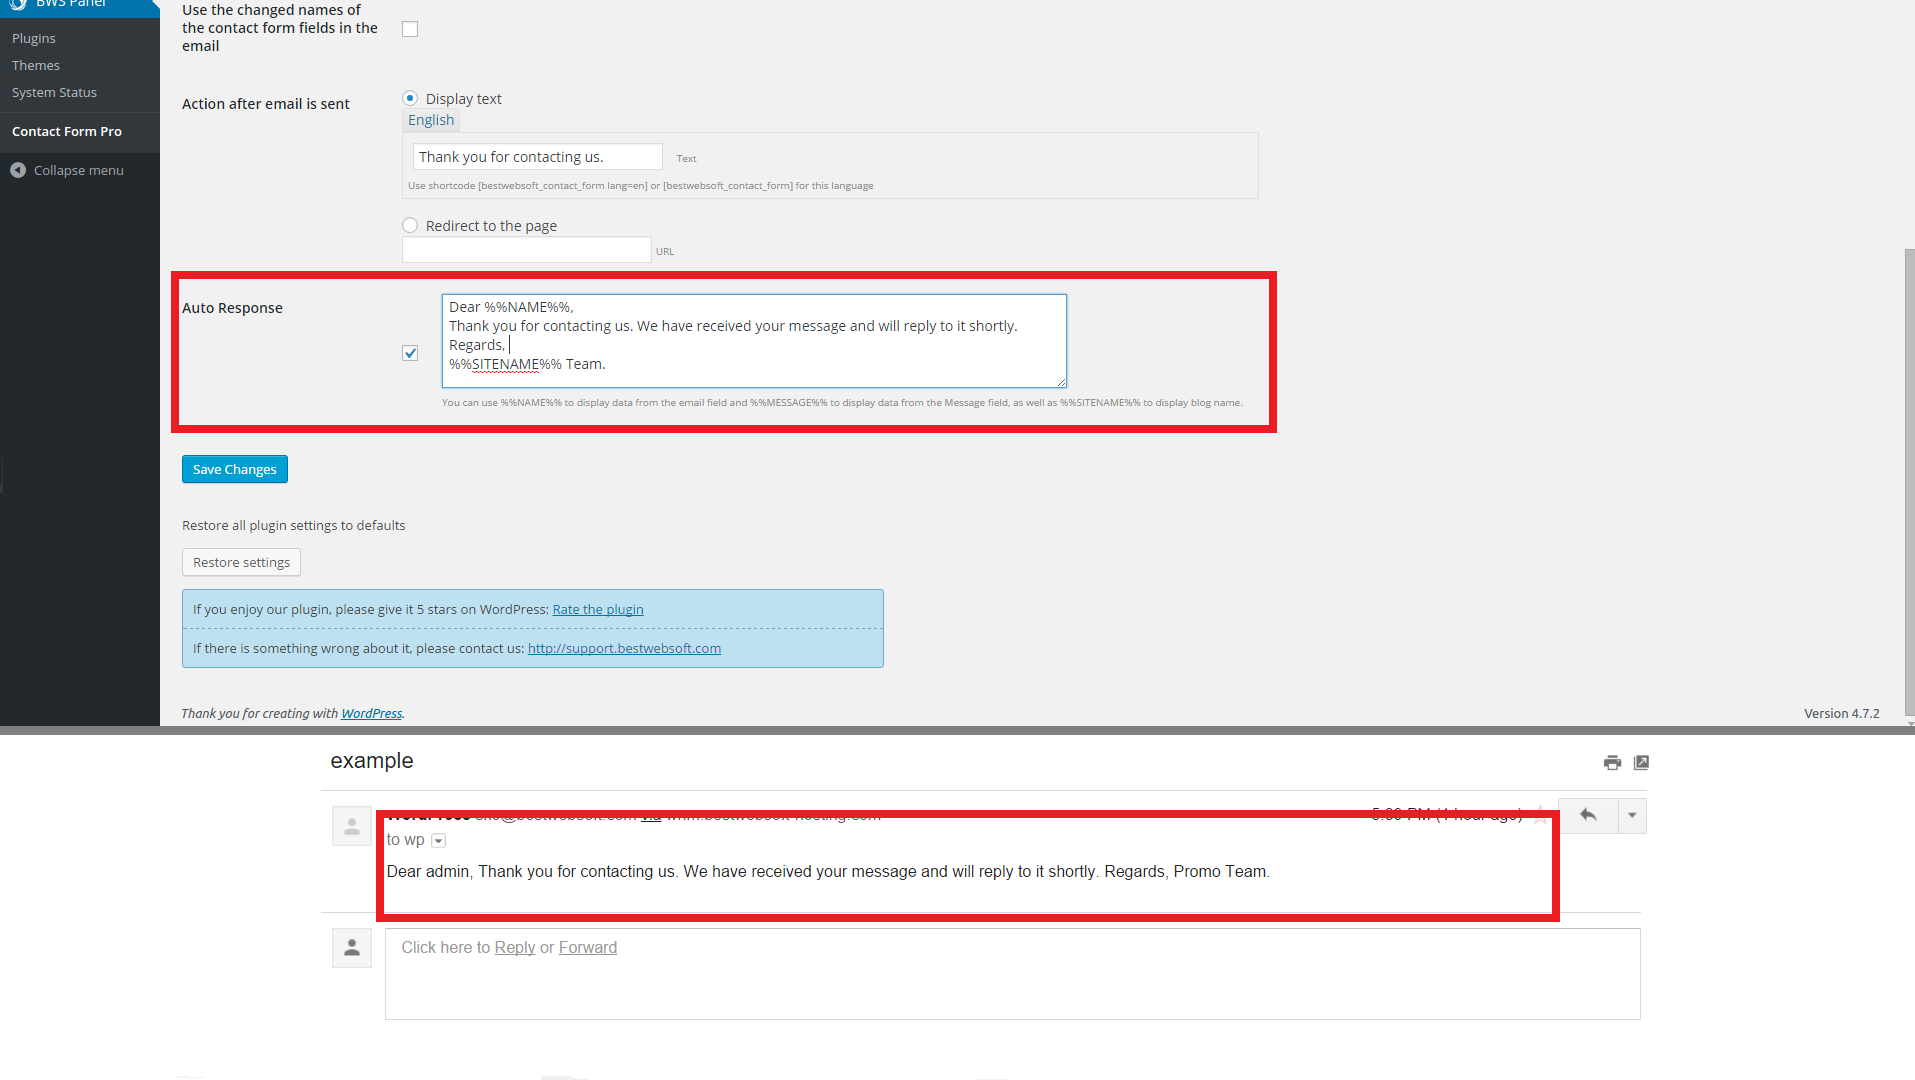 BWS Panel
Plugins
Themes
System Status
Contact Form Pro
Collapse menu
Use the changed names of
the contact form fields in the
email
Action after email is sent
Display text
English
Thank you for contacting us.
Text
Use shortcode [bestwebsoft_contact_form lang=en] or [bestwebsoft_contact_form] for this language
Redirect to the page
URL
Auto Response
Dear %%NAME%%,
Thank you for contacting us. We have received your message and will reply to it shortly.
Regards,
%%SITENAME%% Team.
You can use %%NAME%% to display data from the email field and %%MESSAGE%% to display data from the Message field, as well as %%SITENAME%% to display blog name.
Save Changes
Restore all plugin settings to defaults
Restore settings
If you enjoy our plugin, please give it 5 stars on WordPress: Rate the plugin
If there is something wrong about it, please contact us: http://support.bestwebsoft.com
Thank you for creating with WordPress.
Version 4.7.2
example
to wp
Dear admin, Thank you for contacting us. We have received your message and will reply to it shortly. Regards, Promo Team.
Click here to Reply or Forward